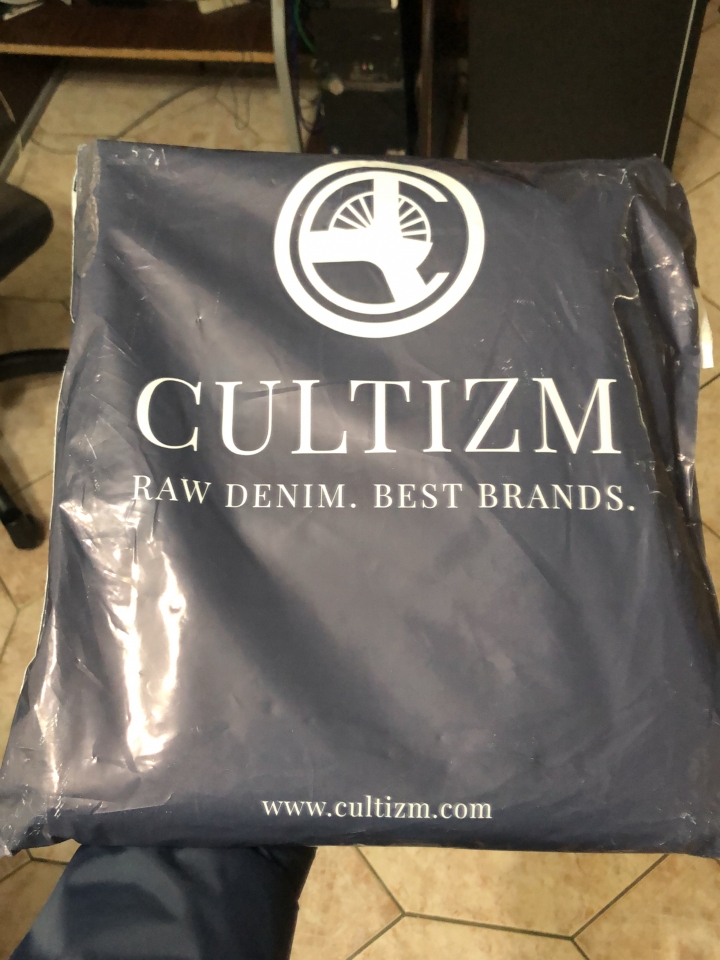 CULTIZM
RAW DENIM. BEST BRANDS.
www.cultizm.com